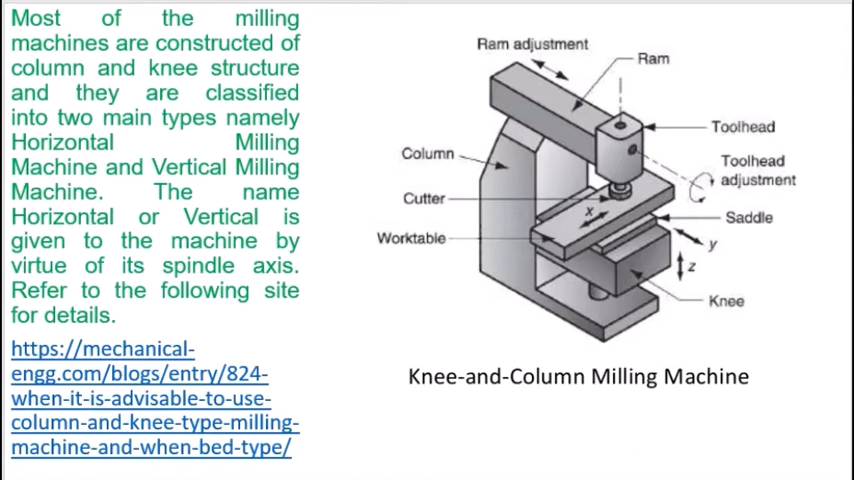 Most of the milling
machines are constructed of
column and knee structure
and they are classified
into two main types namely
Horizontal Milling
Machine and Vertical Milling
Machine. The name
Horizontal or Vertical is
given to the machine by
virtue of its spindle axis.
Refer to the following site
for details.
https://mechanical-
engg.com/blogs/entry/824-
when-it-is-advisable-to-use-
column-and-knee-type-milling-
machine-and-when-bed-type/
Ram adjustment
Ram
Toolhead
Column
Toolhead
adjustment
Cutter
x
Saddle
Worktable
y
z
Knee
Knee-and-Column Milling Machine